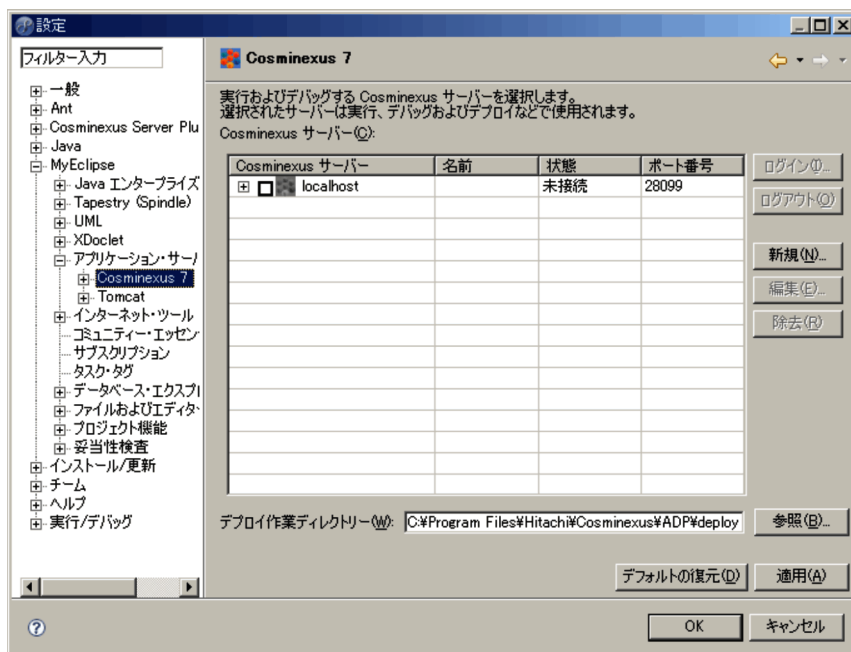 設定
フィルター入力
一般
Ant
Cosminexus Server Plu
Java
MyEclipse
Java エンタープライズ
Tapestry (Spindle)
UML
XDoclet
アプリケーション・サー
Cosminexus 7
Tomcat
インターネット・ツール
コミュニティー・エッセン
サブスクリプション
タスク・タグ
データベース・エクスプ
ファイルおよびエディタ
プロジェクト機能
妥当性検査
インストール/更新
チーム
ヘルプ
実行/デバッグ
Cosminexus 7
実行およびデバッグする Cosminexus サーバーを選択します。
選択されたサーバーは実行、デバッグおよびデプロイなどで使用されます。
Cosminexus サーバー(C):
Cosminexus サーバー 名前 状態 ポート番号
localhost 未接続 28099
ログイン(I)...
ログアウト(O)
新規(N)...
編集(E)...
除去(R)
デプロイ作業ディレクトリー(W): C:¥Program Files¥Hitachi¥Cosminexus¥ADP¥deploy 参照(B)...
デフォルトの復元(D) 適用(A)
OK キャンセル